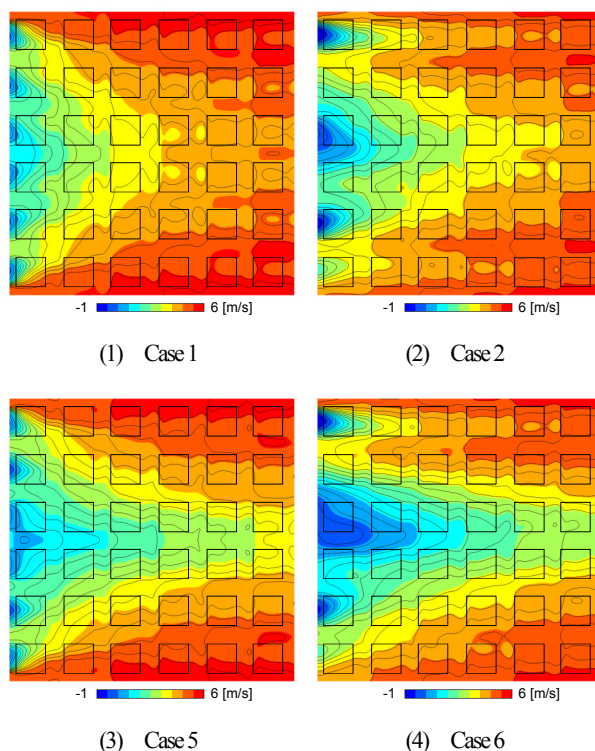 -1 6 [m/s] -1 6 [m/s]
(1) Case 1 (2) Case 2
-1 6 [m/s] -1 6 [m/s]
(3) Case 5 (4) Case 6